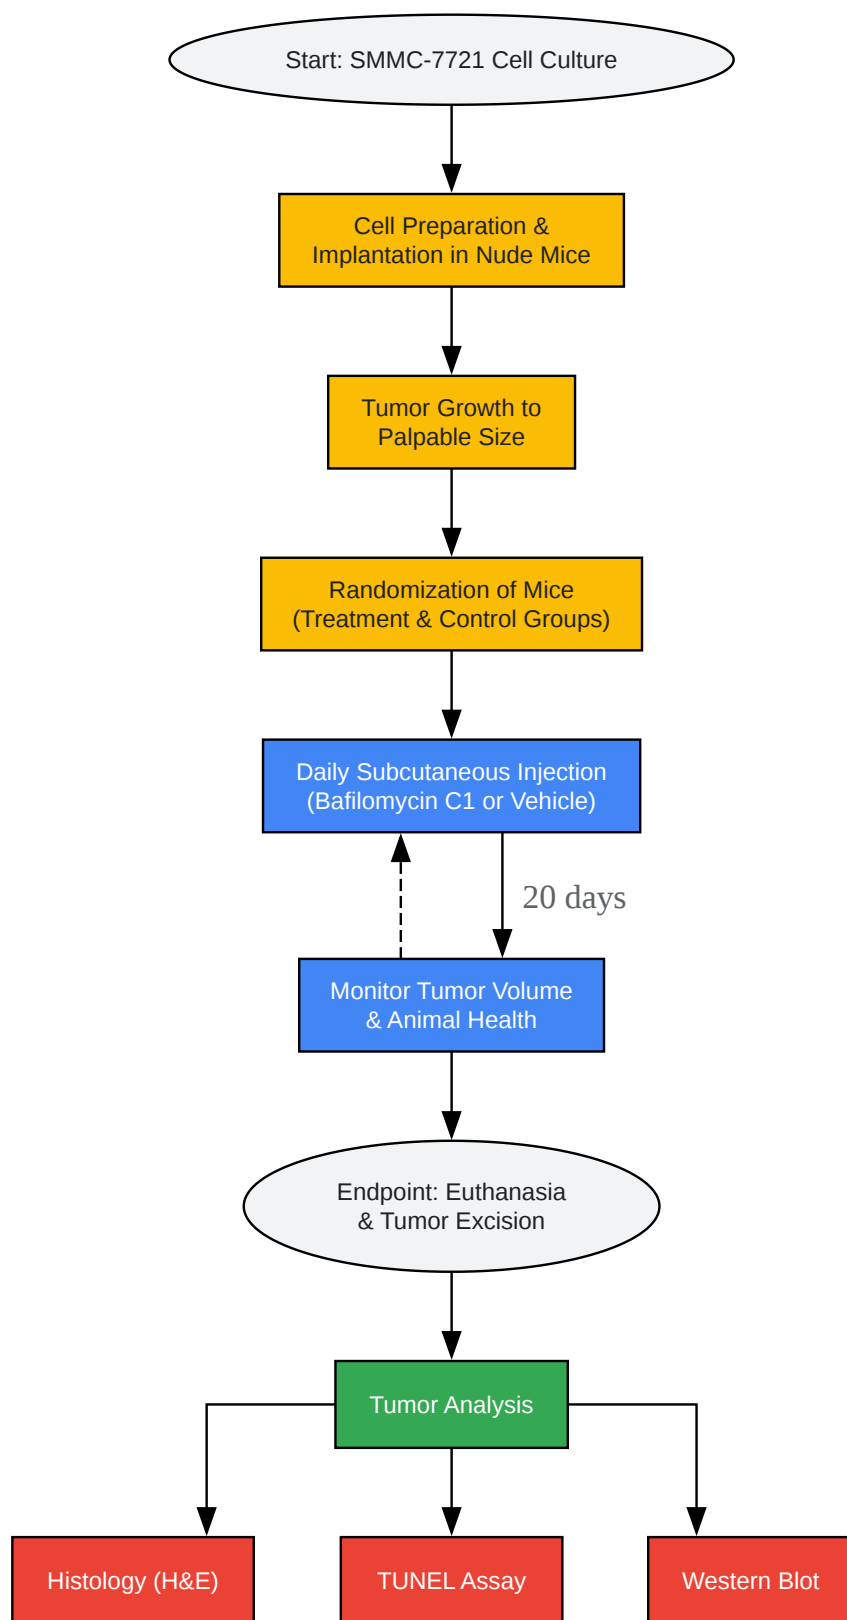 Start: SMMC-7721 Cell Culture
Cell Preparation &
Implantation in Nude Mice
Tumor Growth to
Palpable Size
Randomization of Mice
(Treatment & Control Groups)
Daily Subcutaneous Injection
(Bafilomycin C1 or Vehicle)
20 days
Monitor Tumor Volume
& Animal Health
Endpoint: Euthanasia
& Tumor Excision
Tumor Analysis
Histology (H&E)
TUNEL Assay
Western Blot